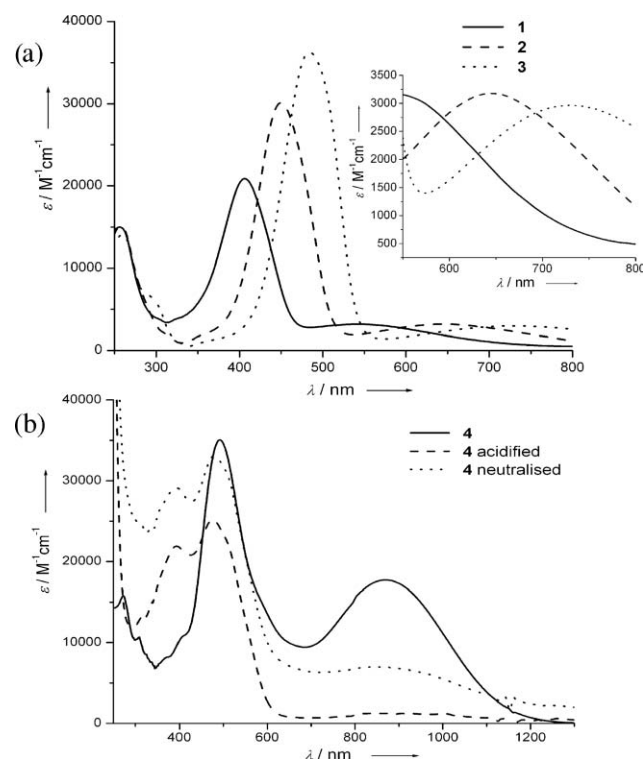 (a)
1
2
3
40000
30000
20000
10000
0
ε / M⁻¹cm⁻¹
300 400 500 600 700 800
λ / nm
3500
3000
2500
2000
1500
1000
500
ε / M⁻¹cm⁻¹
600 700 800
λ / nm
(b)
4
4 acidified
4 neutralised
40000
30000
20000
10000
0
ε / M⁻¹cm⁻¹
400 600 800 1000 1200
λ / nm